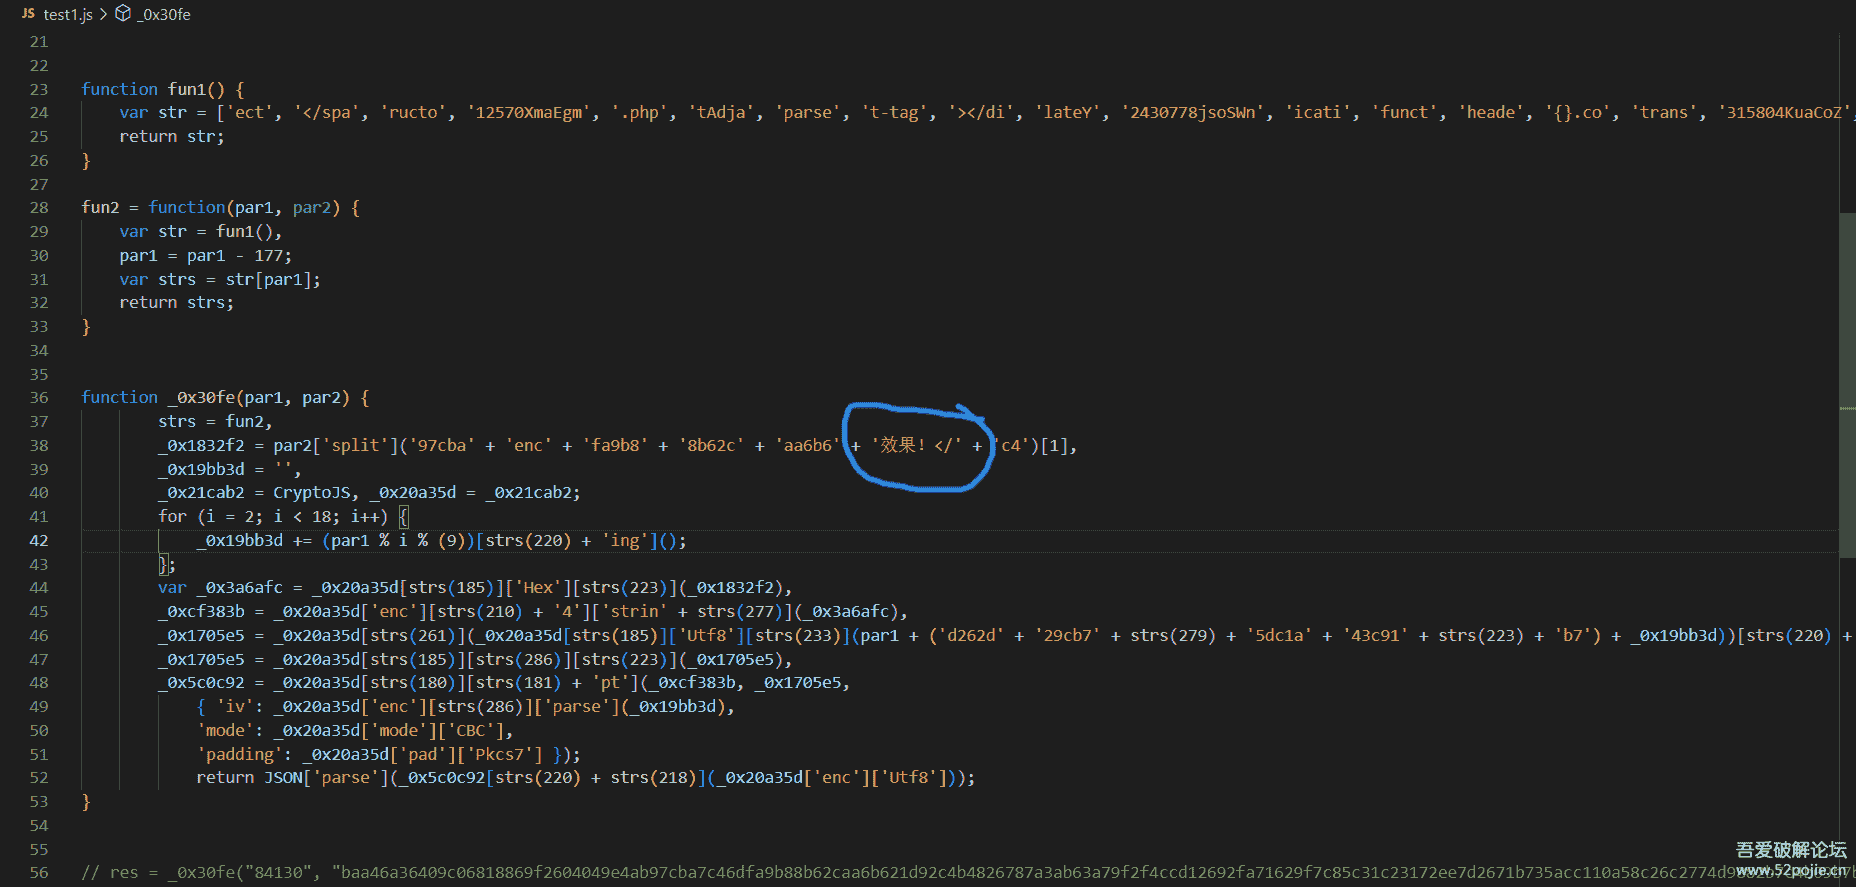 JS test1.js > _0x30fe
21
22
23 function fun1() {
24 var str = ['ect', '</spa', 'ructo', '12570XmaEgm', '.php', 'tAdja', 'parse', 't-tag', '></di', 'lateY', '2430778jsoSWn', 'icati', 'funct', 'heade', '{}.co', 'trans', '315804KuaCoZ',
25 return str;
26 }
27
28 fun2 = function(par1, par2) {
29 var str = fun1(),
30 par1 = par1 - 177;
31 var strs = str[par1];
32 return strs;
33 }
34
35
36 function _0x30fe(par1, par2) {
37 strs = fun2,
38 _0x1832f2 = par2['split']('97cba' + 'enc' + 'fa9b8' + '8b62c' + 'aa6b6' + '效果！</' + 'c4')[1],
39 _0x19bb3d = '',
40 _0x21cab2 = CryptoJS, _0x20a35d = _0x21cab2;
41 for (i = 2; i < 18; i++) {
42 _0x19bb3d += (par1 % i % (9))[strs(220) + 'ing']();
43 };
44 var _0x3a6afc = _0x20a35d[strs(185)]['Hex'][strs(223)](_0x1832f2),
45 _0xcf383b = _0x20a35d['enc'][strs(210) + '4']['strin' + strs(277)](_0x3a6afc),
46 _0x1705e5 = _0x20a35d[strs(261)](_0x20a35d[strs(185)]['Utf8'][strs(233)](par1 + ('d262d' + '29cb7' + strs(279) + '5dc1a' + '43c91' + strs(223) + 'b7') + _0x19bb3d))[strs(220) +
47 _0x1705e5 = _0x20a35d[strs(185)][strs(286)][strs(223)](_0x1705e5),
48 _0x5c0c92 = _0x20a35d[strs(180)][strs(181) + 'pt'](_0xcf383b, _0x1705e5,
49 { 'iv': _0x20a35d['enc'][strs(286)]['parse'](_0x19bb3d),
50 'mode': _0x20a35d['mode']['CBC'],
51 'padding': _0x20a35d['pad']['Pkcs7'] });
52 return JSON['parse'](_0x5c0c92[strs(220) + strs(218)](_0x20a35d['enc']['Utf8']));
53 }
54
55
56 // res = _0x30fe("84130", "baa46a36409c06818869f2604049e4ab97cba7c46dfa9b88b62caa6b621d92c4b4826787a3ab63a79f2f4ccd12692fa71629f7c85c31c23172ee7d2671b735acc110a58c26c2774d9
吾爱破解论坛
www.52pojie.cn